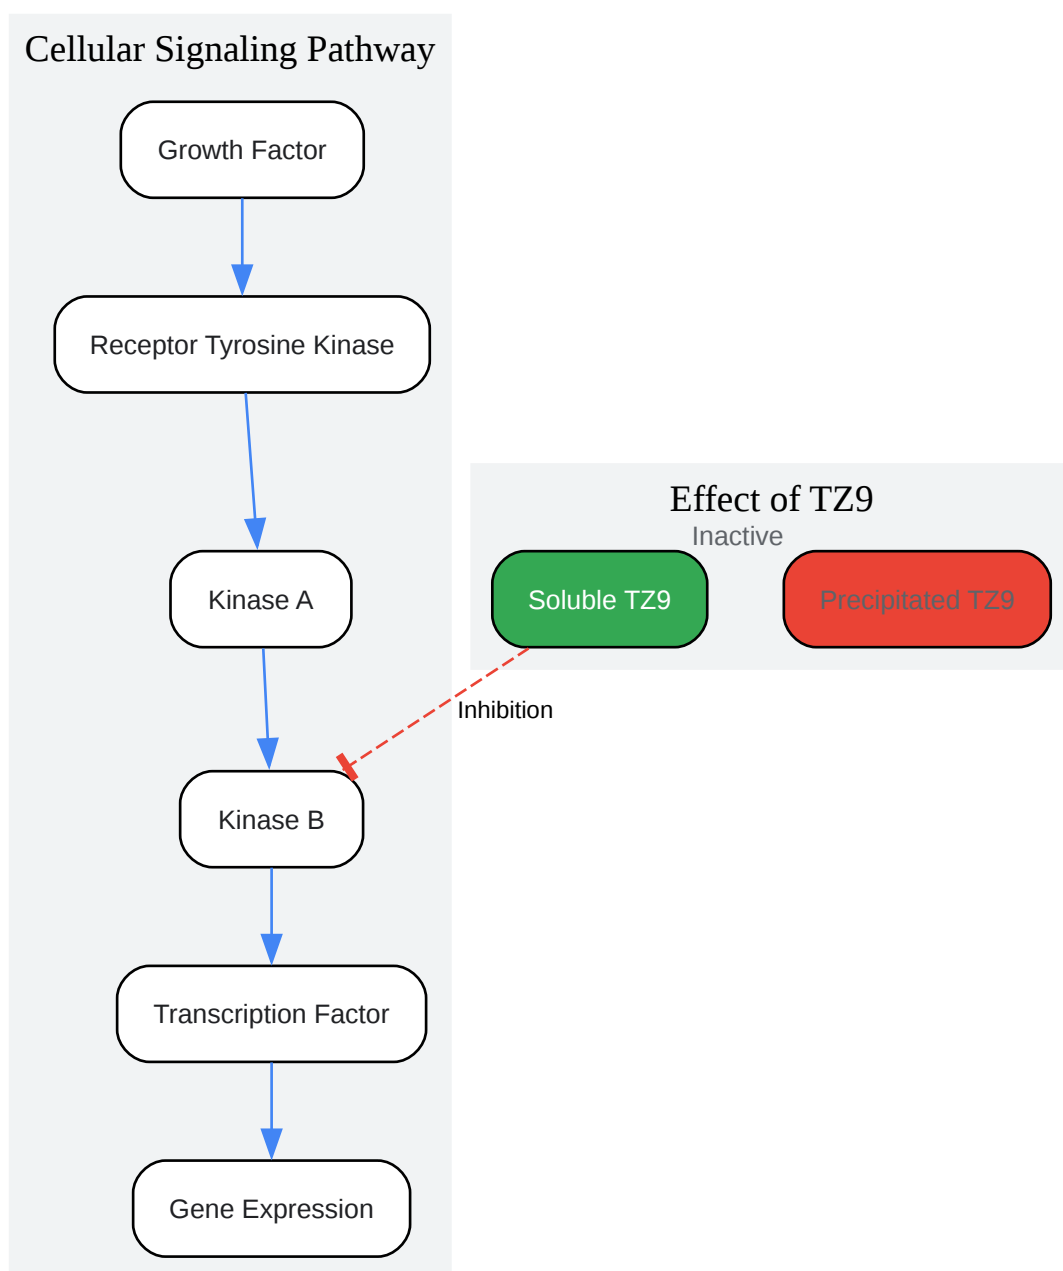 Cellular Signaling Pathway
Growth Factor
Receptor Tyrosine Kinase
Effect of TZ9
Inactive
Kinase A
Soluble TZ9
Precipitated TZ9
Inhibition
Kinase B
Transcription Factor
Gene Expression